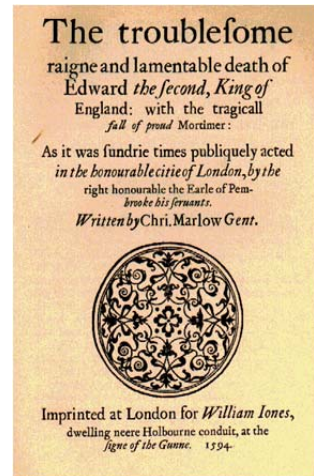 The troubleſome
raigne and lamentable death of
Edward the ſecond, King of
England: with the tragicall
fall of proud Mortimer:
As it was ſundrie times publiquely acted
in the honourable citie of London, by the
right honourable the Earle of Pem-
brooke his ſeruants.
Written by Chri. Marlow Gent.
Imprinted at London for William Iones,
dwelling neere Holbourne conduit, at the
ſigne of the Gunne. 1594.